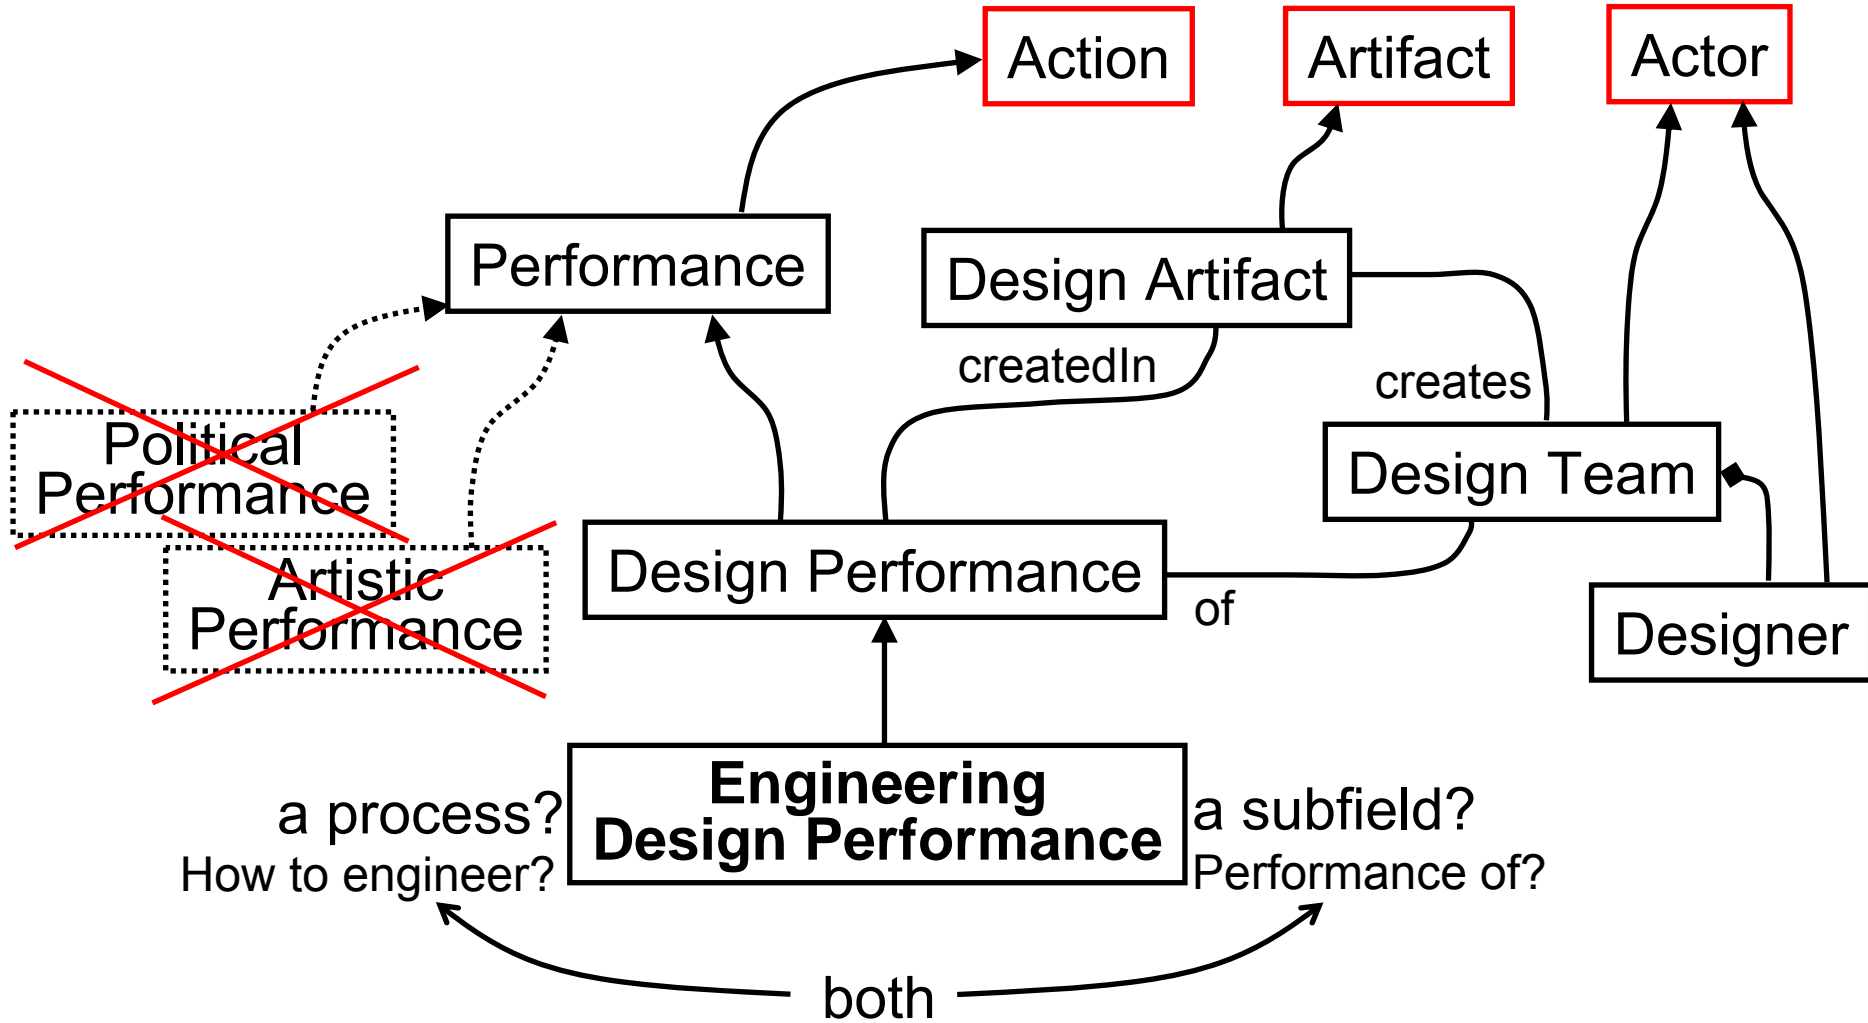 Action
Artifact
Actor
Performance
Design Artifact
createdIn
creates
Political
Performance
Design Team
Artistic
Performance
Design Performance
of
Designer
Engineering
Design Performance
a process?
How to engineer?
a subfield?
Performance of?
both